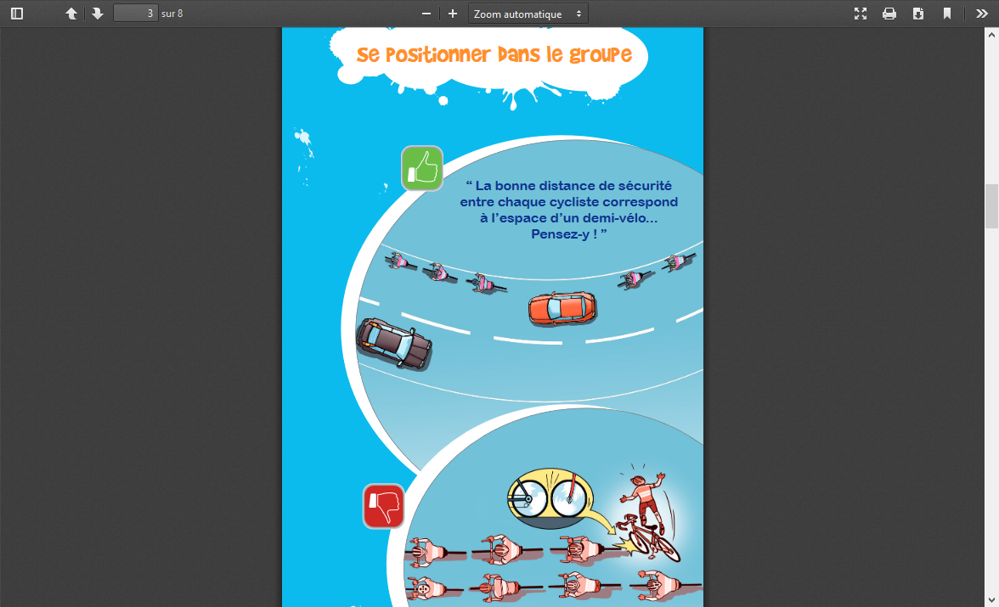 3 sur 8
Zoom automatique
Se Positionner Dans le groupe
“ La bonne distance de sécurité
entre chaque cycliste correspond
à l’espace d’un demi-vélo...
Pensez-y ! ”